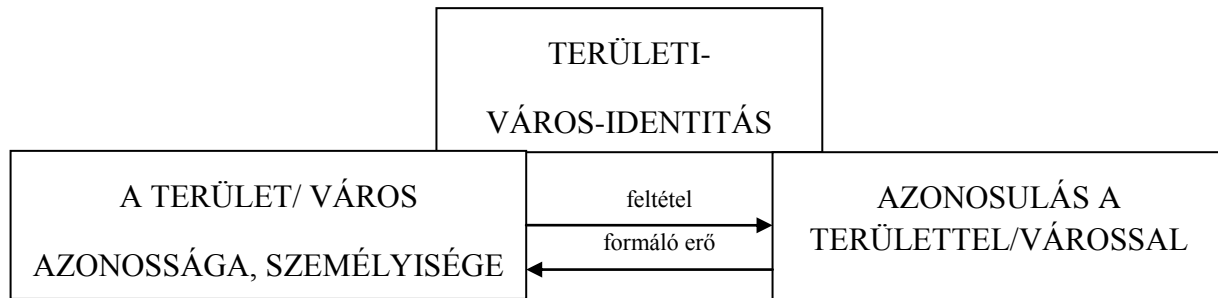 TERÜLETI-
VÁROS-IDENTITÁS
A TERÜLET/ VÁROS
AZONOSSÁGA, SZEMÉLYISÉGE
feltétel
formáló erő
AZONOSULÁS A
TERÜLETTEL/VÁROSSAL